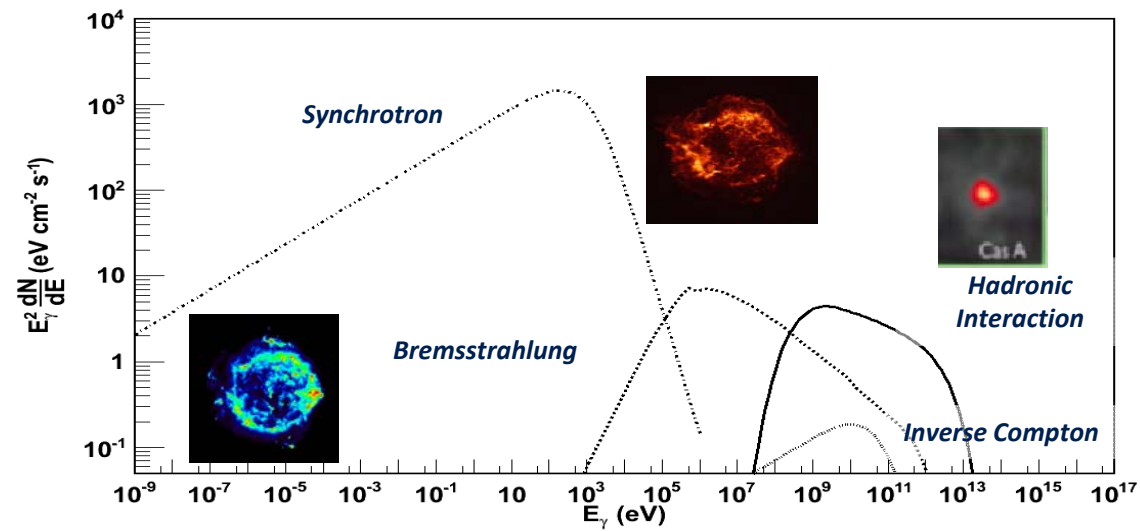 10⁴
10³
10²
10
1
10⁻¹
E²γ dN/dE (eV cm⁻² s⁻¹)
Synchrotron
Bremsstrahlung
Cas A
Hadronic
Interaction
Inverse Compton
10⁻⁹ 10⁻⁷ 10⁻⁵ 10⁻³ 10⁻¹ 10 10³ 10⁵ 10⁷ 10⁹ 10¹¹ 10¹³ 10¹⁵ 10¹⁷
Eγ (eV)